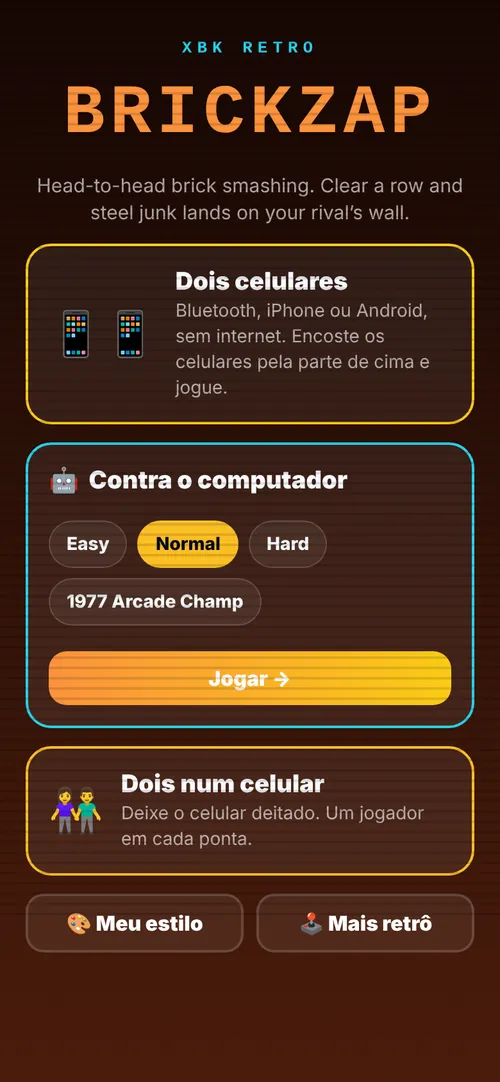 XBK RETRO
BRICKZAP
Head-to-head brick smashing. Clear a row and
steel junk lands on your rival’s wall.
Dois celulares
Bluetooth, iPhone ou Android,
sem internet. Encoste os
celulares pela parte de cima e
jogue.
Contra o computador
Easy
Normal
Hard
1977 Arcade Champ
Jogar →
Dois num celular
Deixe o celular deitado. Um jogador
em cada ponta.
Meu estilo
Mais retrô